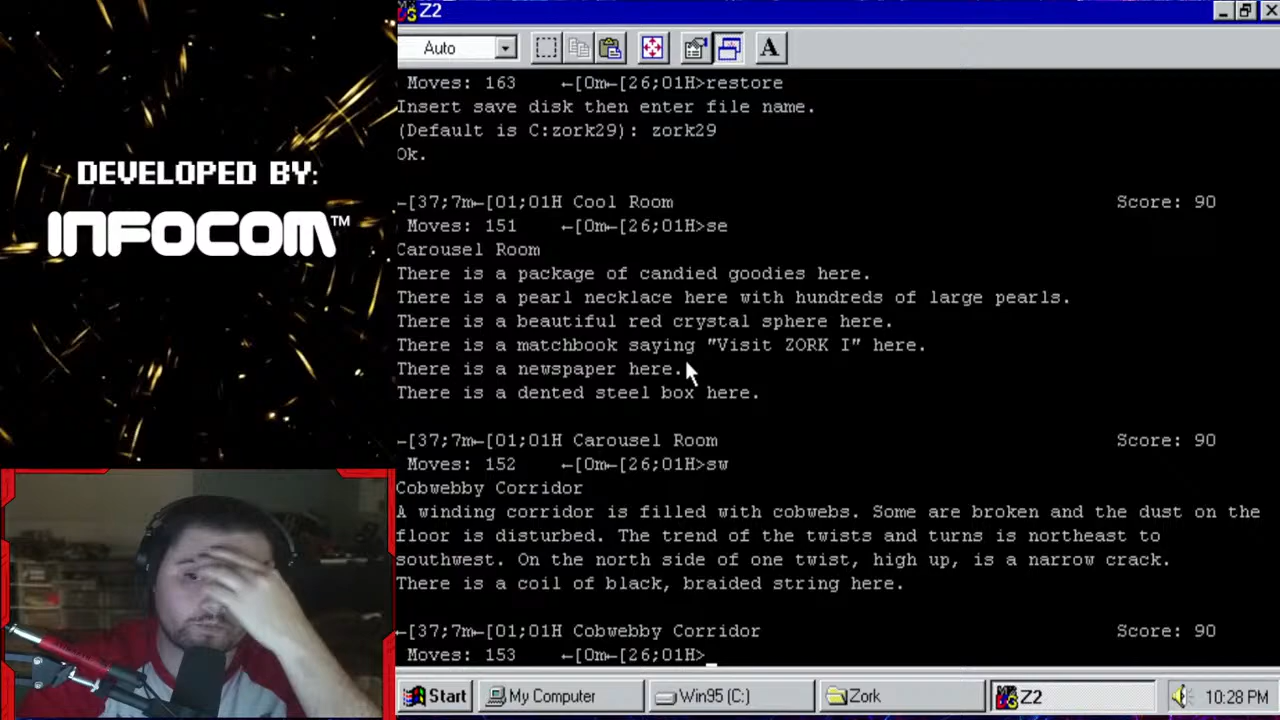 DEVELOPED BY:
INFOCOM™
Z2
Auto
A
Moves: 163    ←[0m←[26;01H>restore
Insert save disk then enter file name.
(Default is C:zork29): zork29
Ok.
←[37;7m←[01;01H Cool Room                                        Score: 90
Moves: 151    ←[0m←[26;01H>se
Carousel Room
There is a package of candied goodies here.
There is a pearl necklace here with hundreds of large pearls.
There is a beautiful red crystal sphere here.
There is a matchbook saying "Visit ZORK I" here.
There is a newspaper here.
There is a dented steel box here.
←[37;7m←[01;01H Carousel Room                                    Score: 90
Moves: 152    ←[0m←[26;01H>sw
Cobwebby Corridor
A winding corridor is filled with cobwebs. Some are broken and the dust on the
floor is disturbed. The trend of the twists and turns is northeast to
southwest. On the north side of one twist, high up, is a narrow crack.
There is a coil of black, braided string here.
←[37;7m←[01;01H Cobwebby Corridor                                Score: 90
Moves: 153    ←[0m←[26;01H>_
Start  My Computer  Win95 (C:)  Zork  Z2  10:28 PM